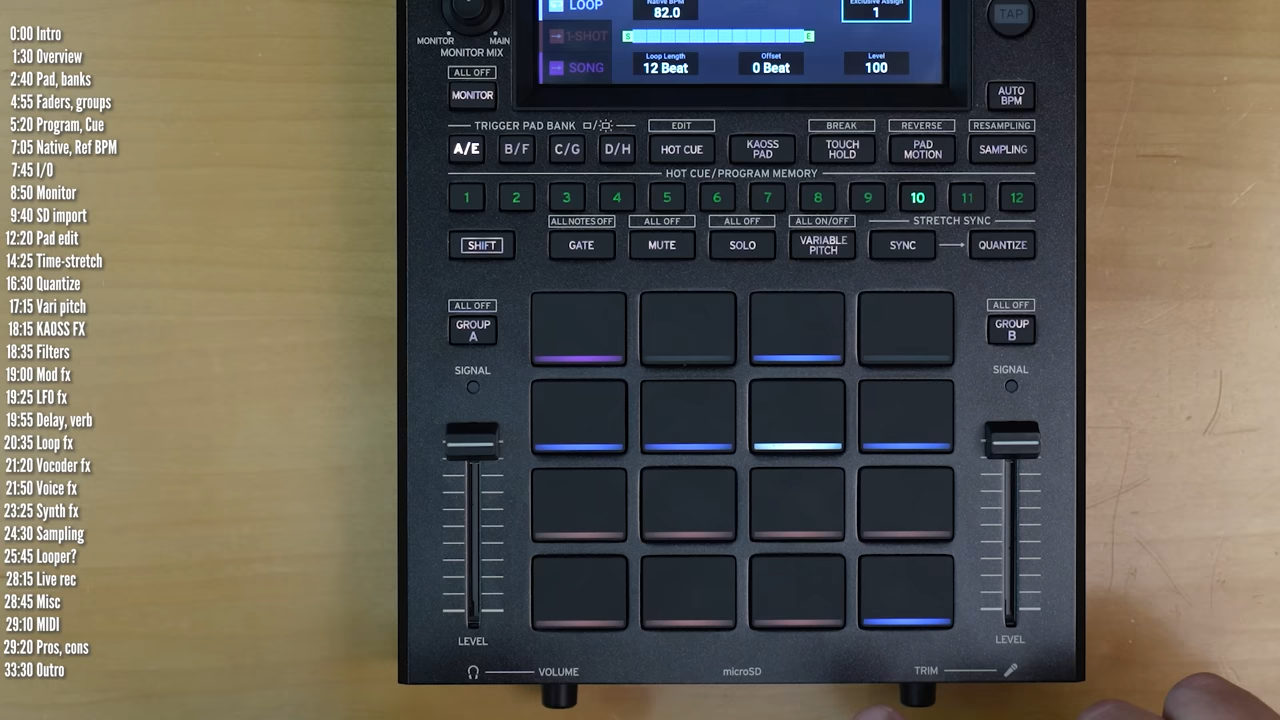 0:00 Intro
1:30 Overview
2:40 Pad, banks
4:55 Faders, groups
5:20 Program, Cue
7:05 Native, Ref BPM
7:45 I/O
8:50 Monitor
9:40 SD import
12:20 Pad edit
14:25 Time-stretch
16:30 Quantize
17:15 Vari pitch
18:15 KAOSS FX
18:35 Filters
19:00 Mod fx
19:25 LFO fx
19:55 Delay, verb
20:35 Loop fx
21:20 Vocoder fx
21:50 Voice fx
23:25 Synth fx
24:30 Sampling
25:45 Looper?
28:15 Live rec
28:45 Misc
29:10 MIDI
29:20 Pros, cons
33:30 Outro
LOOP
Native BPM
82.0
Exclusive Assign
1
1-SHOT
S
E
SONG
Loop Length
12 Beat
Offset
0 Beat
Level
100
TAP
MONITOR
MAIN
MONITOR MIX
ALL OFF
MONITOR
AUTO
BPM
TRIGGER PAD BANK
EDIT
BREAK
REVERSE
RESAMPLING
A/E
B/F
C/G
D/H
HOT CUE
KAOSS
PAD
TOUCH
HOLD
PAD
MOTION
SAMPLING
HOT CUE/PROGRAM MEMORY
1 2 3 4 5 6 7 8 9 10 11 12
ALL NOTES OFF
ALL OFF
ALL OFF
ALL ON/OFF
STRETCH SYNC
SHIFT
GATE
MUTE
SOLO
VARIABLE
PITCH
SYNC
QUANTIZE
ALL OFF
GROUP
A
SIGNAL
ALL OFF
GROUP
B
SIGNAL
LEVEL
LEVEL
VOLUME
microSD
TRIM